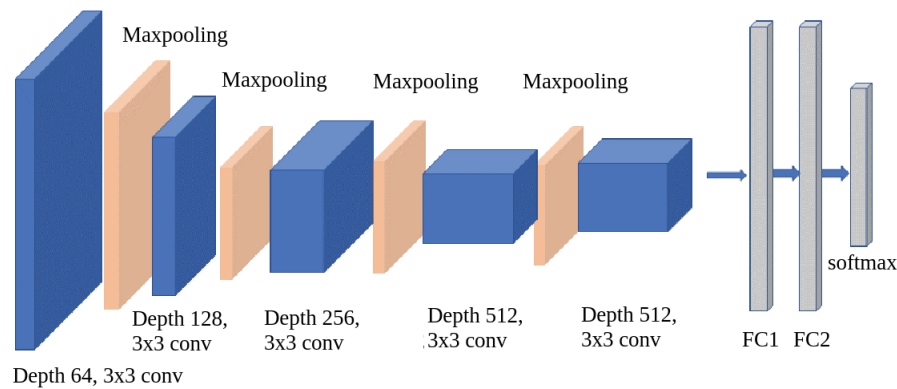 Maxpooling
Maxpooling
Maxpooling
Maxpooling
Depth 64, 3x3 conv
Depth 128,
3x3 conv
Depth 256,
3x3 conv
Depth 512,
3x3 conv
Depth 512,
3x3 conv
FC1
FC2
softmax